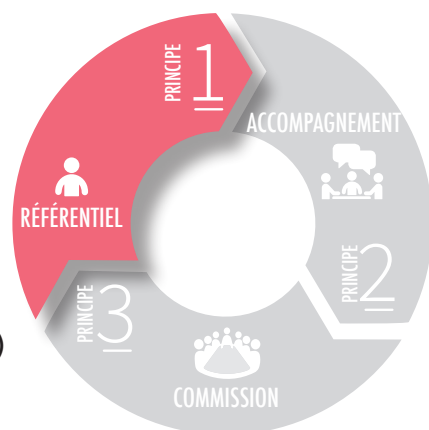 PRINCIPE 1
RÉFÉRENTIEL
ACCOMPAGNEMENT
PRINCIPE 2
PRINCIPE 3
COMMISSION
)